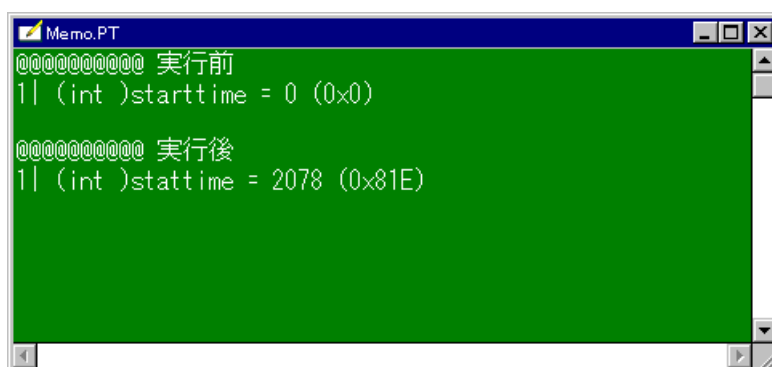 Memo.PT
@@@@@@@@@@ 実行前
1| (int )starttime = 0 (0x0)
@@@@@@@@@@ 実行後
1| (int )stattime = 2078 (0x81E)